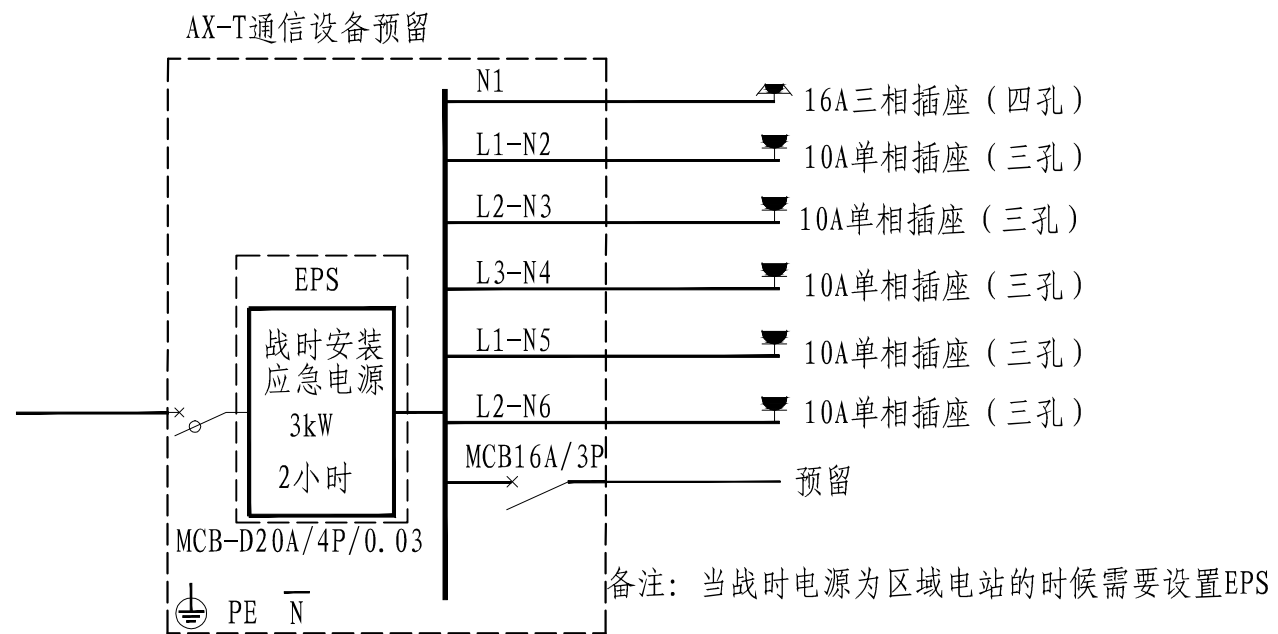 AX-T通信设备预留
N1
16A三相插座（四孔）
L1-N2
10A单相插座（三孔）
L2-N3
10A单相插座（三孔）
L3-N4
10A单相插座（三孔）
L1-N5
10A单相插座（三孔）
L2-N6
10A单相插座（三孔）
MCB16A/3P
预留
EPS
战时安装
应急电源
3kW
2小时
MCB-D20A/4P/0.03
PE N
备注：当战时电源为区域电站的时候需要设置EPS